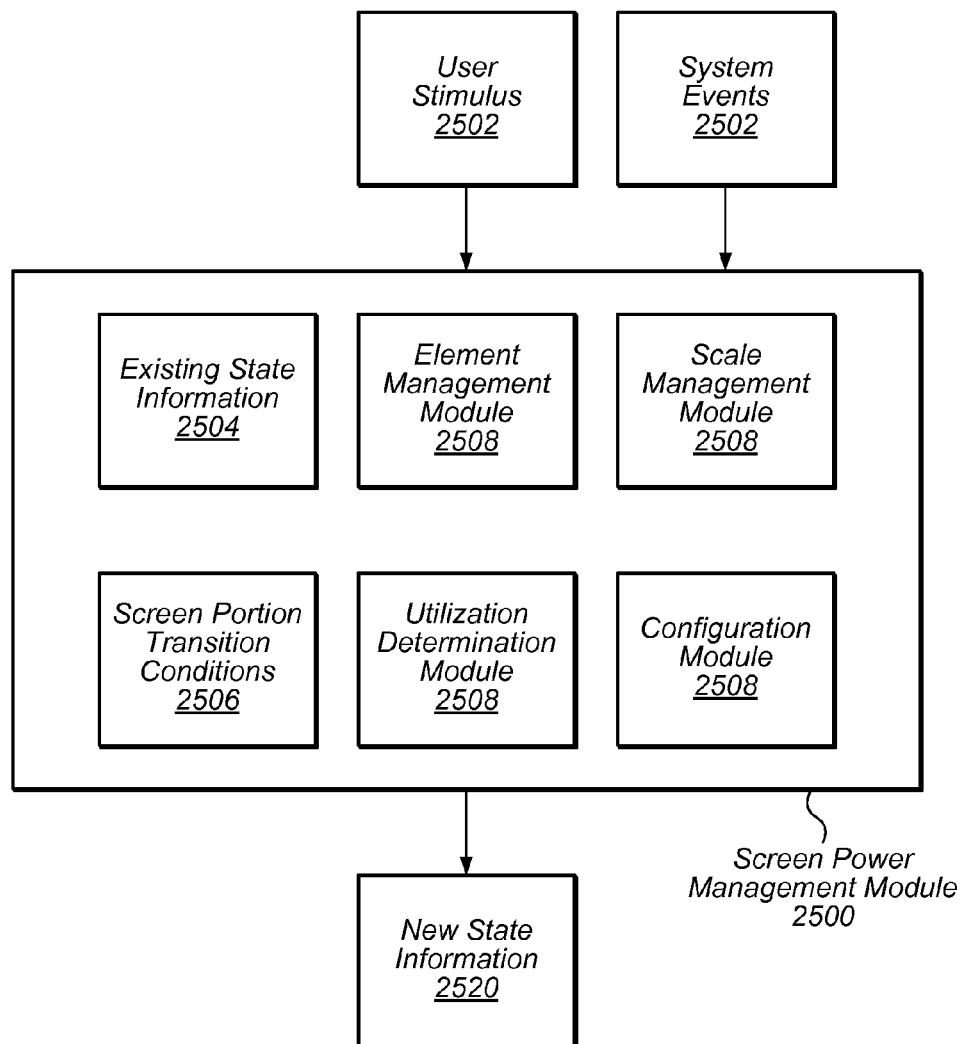 User
Stimulus
2502
System
Events
2502
Existing State
Information
2504
Element
Management
Module
2508
Scale
Management
Module
2508
Screen Portion
Transition
Conditions
2506
Utilization
Determination
Module
2508
Configuration
Module
2508
Screen Power
Management Module
2500
New State
Information
2520